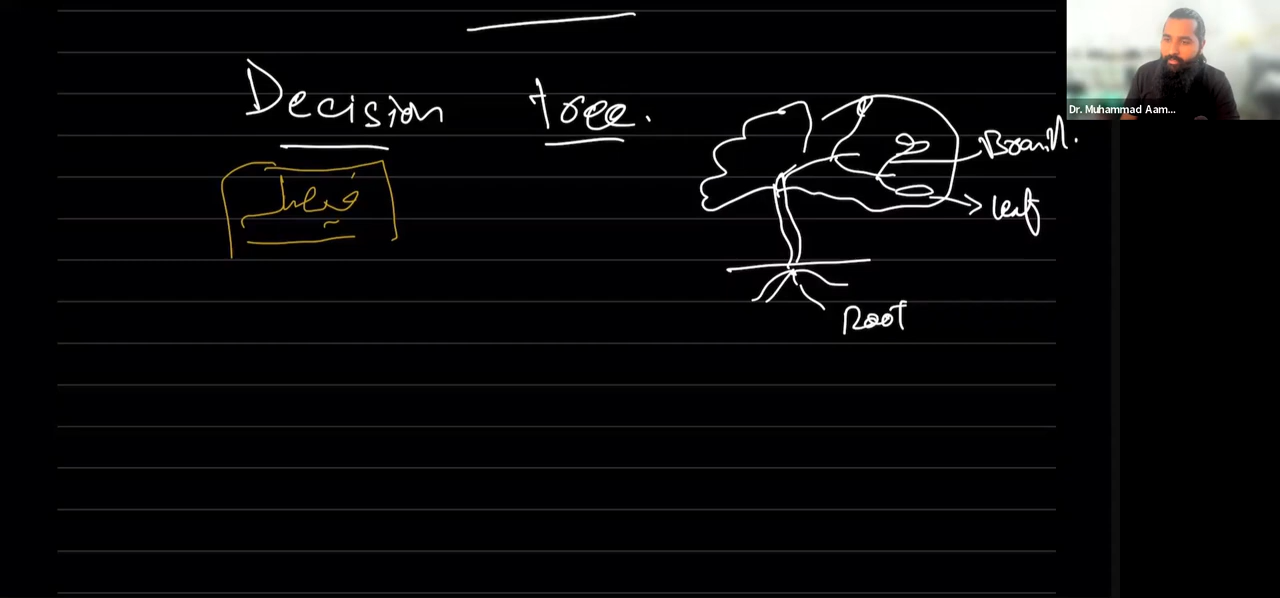 Decision tree.
فیصلہ
Branch.
Leaf
Root
Dr. Muhammad Aam...